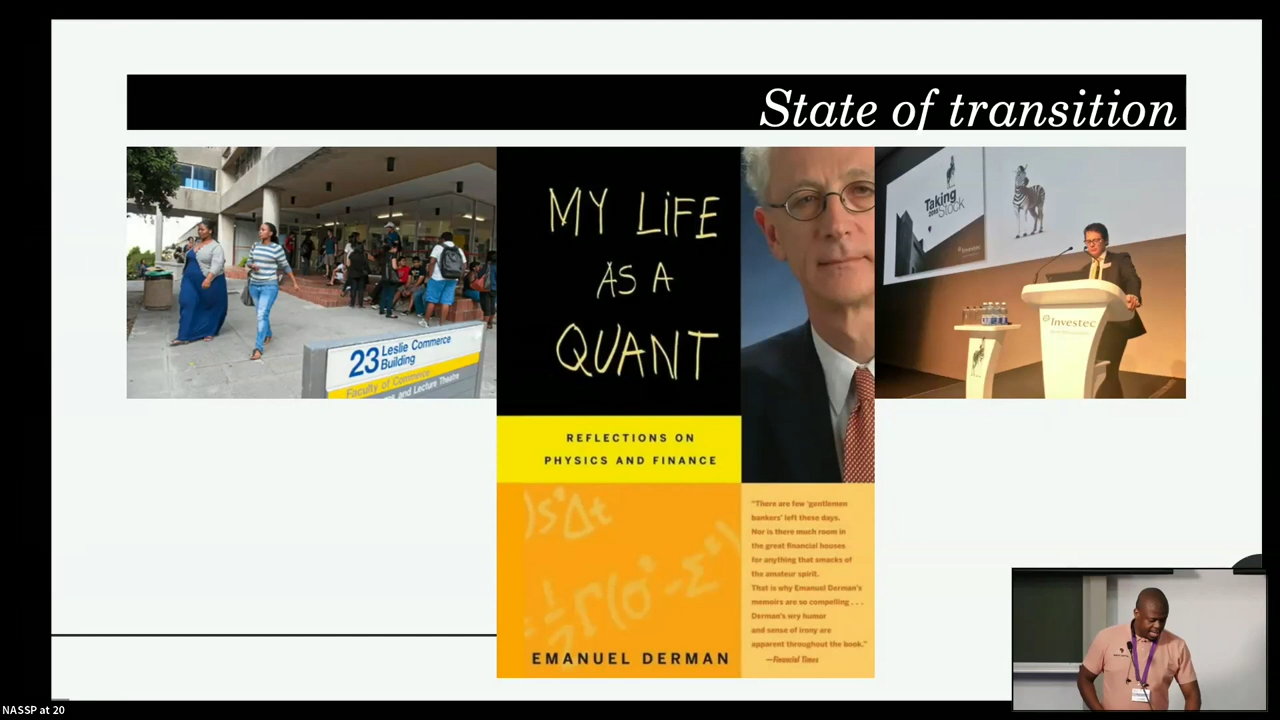 State of transition
23 Leslie Commerce
Building
Faculty of Commerce
and Lecture Theatre
MY LIFE
AS A
QUANT
REFLECTIONS ON
PHYSICS AND FINANCE
EMANUEL DERMAN
"There are few 'gentlemen
bankers' left these days.
Nor is there much room in
the great financial houses
for anything that smacks of
the amateur spirit.
That is why Emanuel Derman's
memoirs are so compelling . . .
Derman's wry humor
and sense of irony are
apparent throughout the book."
—Financial Times
Taking
Stock
Investec
NASSP at 20